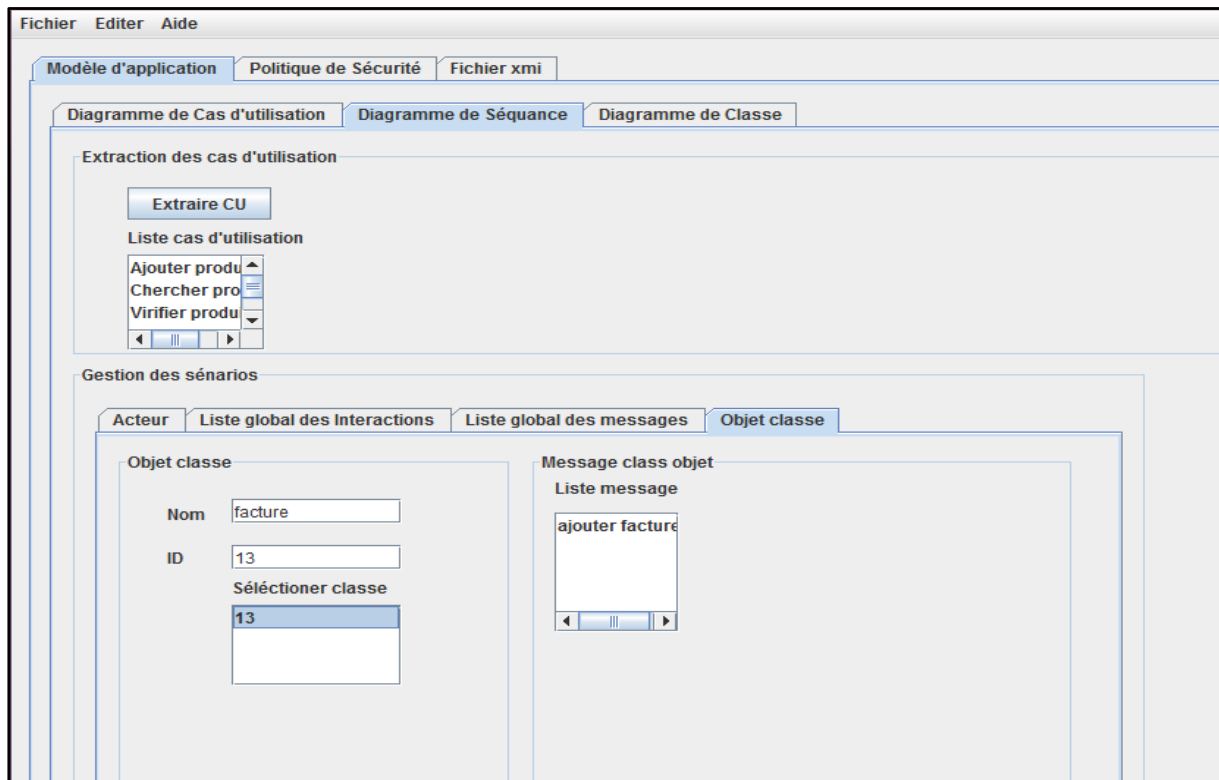 Fichier Editer Aide
Modèle d'application Politique de Sécurité Fichier xmi
Diagramme de Cas d'utilisation Diagramme de Séquance Diagramme de Classe
Extraction des cas d'utilisation
Extraire CU
Liste cas d'utilisation
Ajouter produ
Chercher pro
Virifier produi
Gestion des sénarios
Acteur Liste global des Interactions Liste global des messages Objet classe
Objet classe Message class objet
Liste message
Nom facture
ajouter facture
ID 13
Séléctioner classe
13